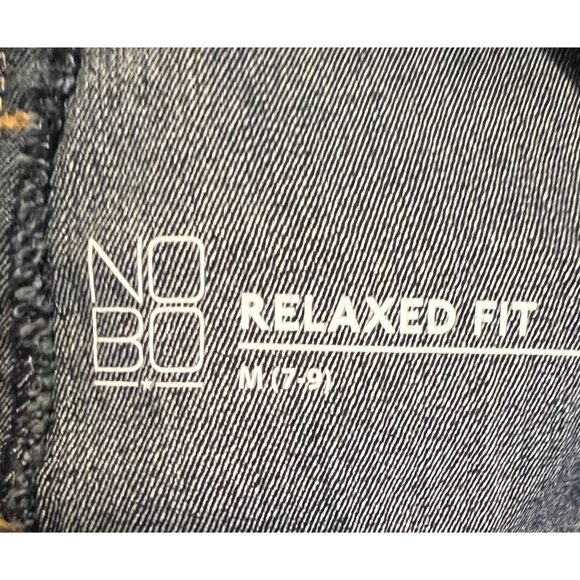 NO
BO
RELAXED FIT
M (7-9)